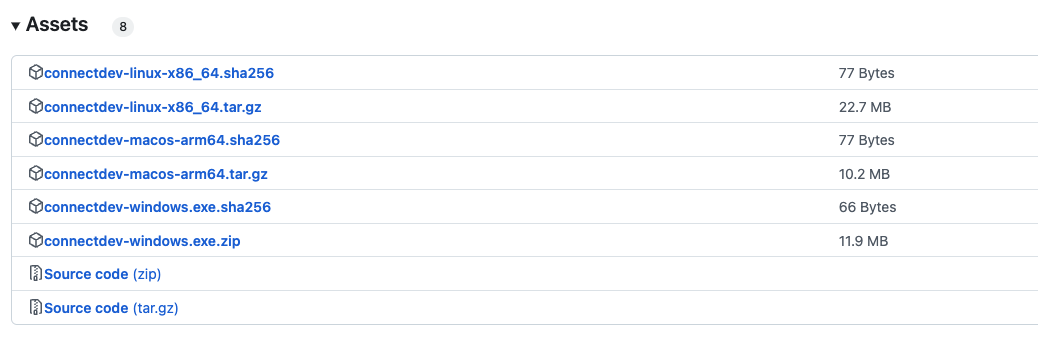 Assets 8
connectdev-linux-x86_64.sha256 77 Bytes
connectdev-linux-x86_64.tar.gz 22.7 MB
connectdev-macos-arm64.sha256 77 Bytes
connectdev-macos-arm64.tar.gz 10.2 MB
connectdev-windows.exe.sha256 66 Bytes
connectdev-windows.exe.zip 11.9 MB
Source code (zip)
Source code (tar.gz)